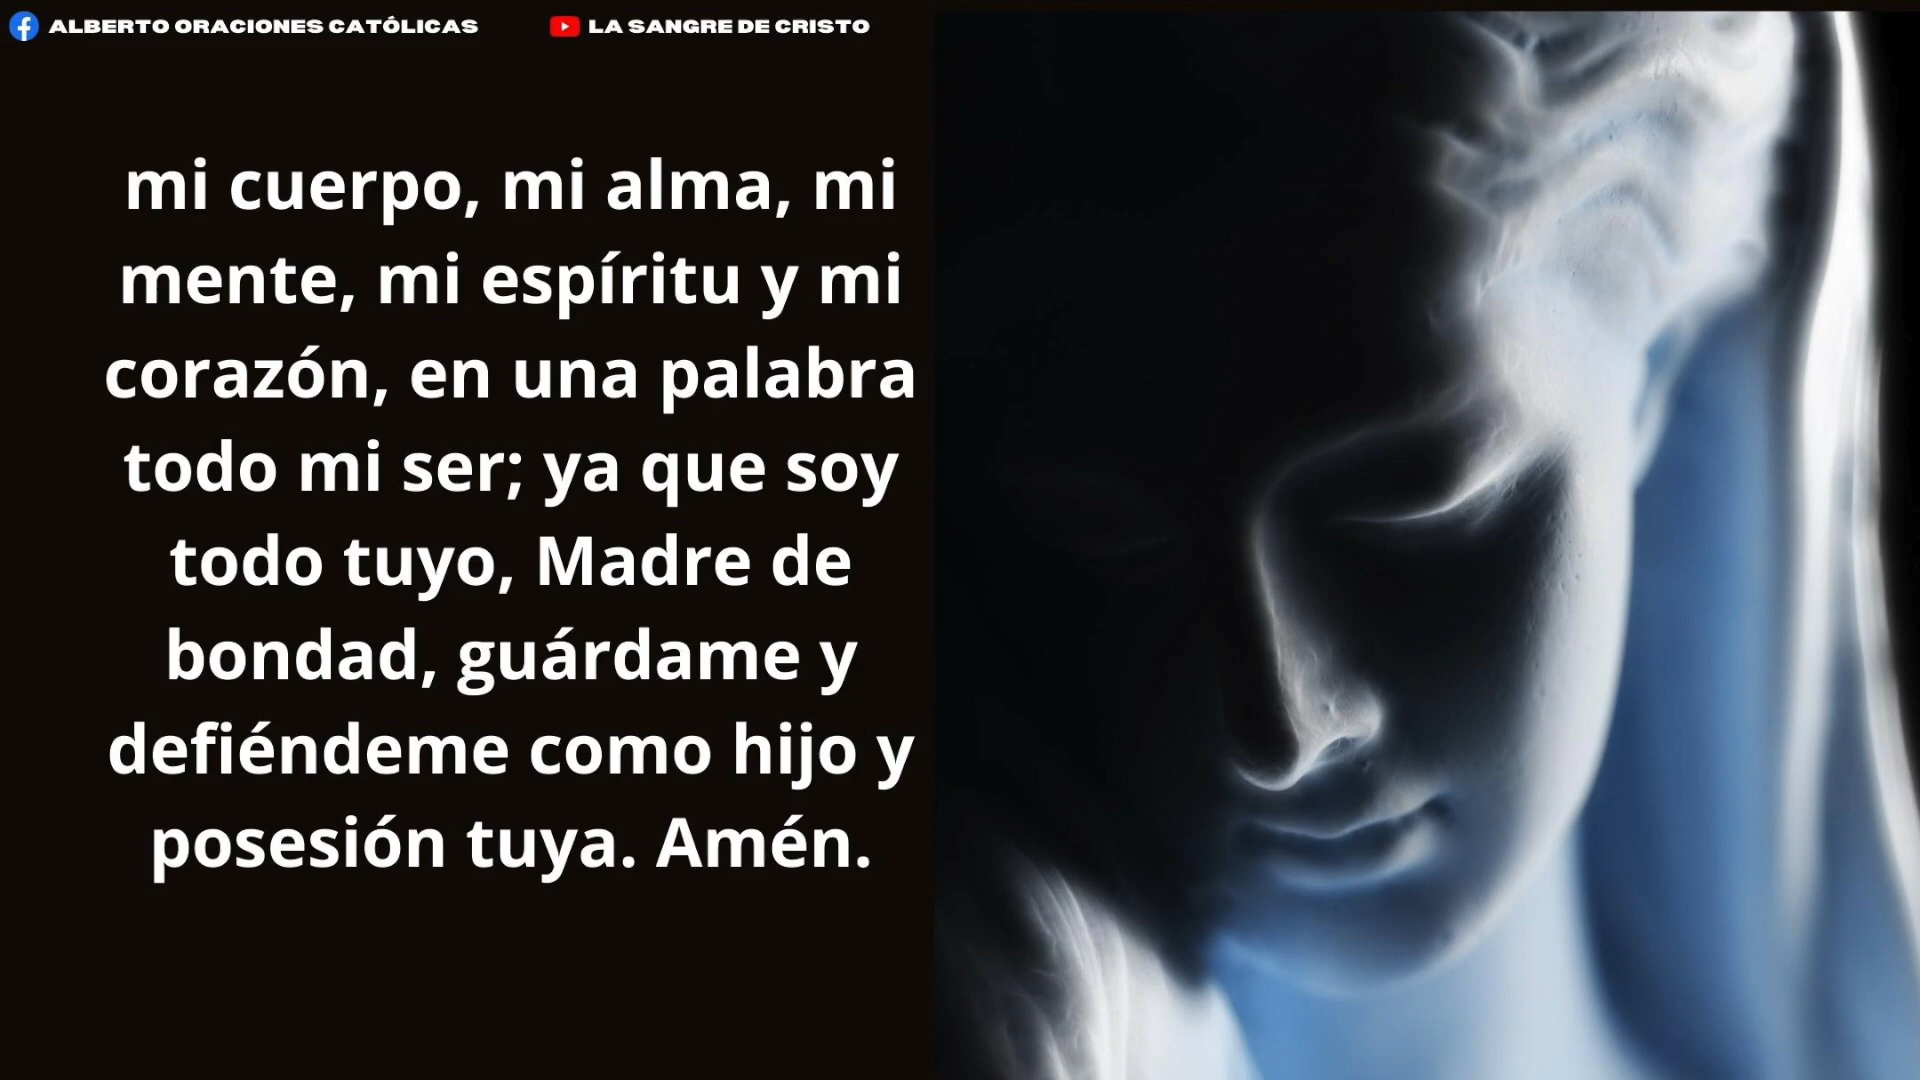 ALBERTO ORACIONES CATÓLICAS
LA SANGRE DE CRISTO
mi cuerpo, mi alma, mi
mente, mi espíritu y mi
corazón, en una palabra
todo mi ser; ya que soy
todo tuyo, Madre de
bondad, guárdame y
defiéndeme como hijo y
posesión tuya. Amén.